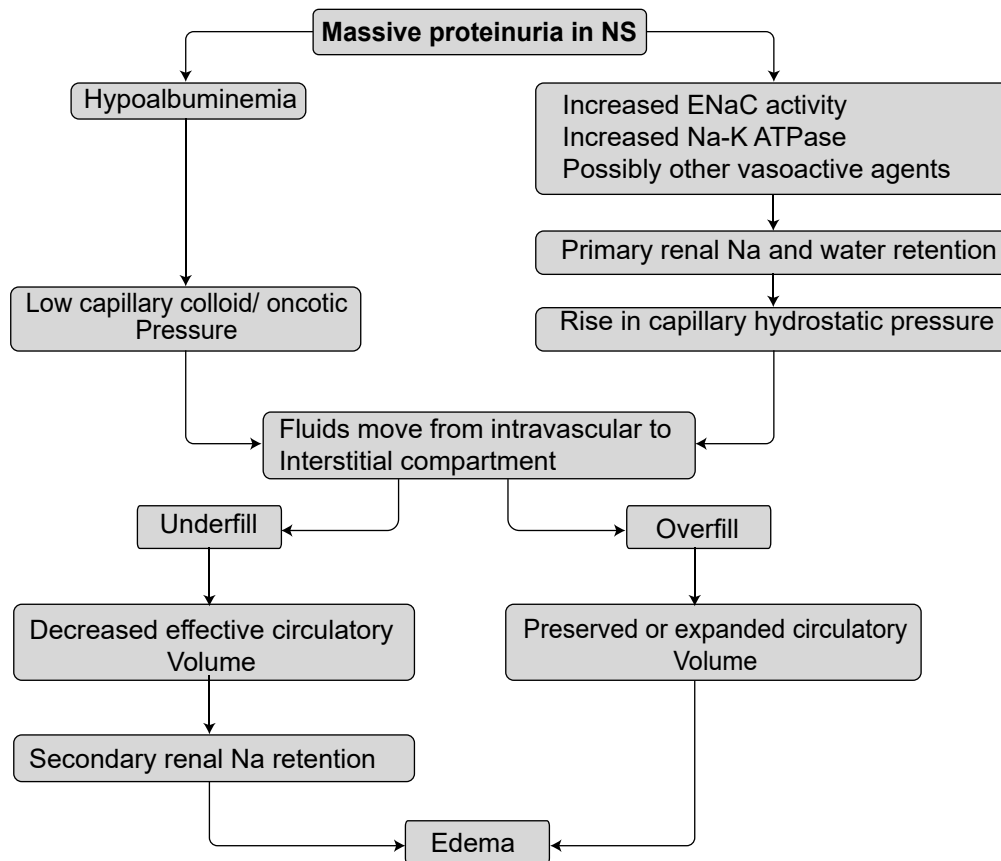 Massive proteinuria in NS
Hypoalbuminemia
Increased ENaC activity
Increased Na-K ATPase
Possibly other vasoactive agents
Primary renal Na and water retention
Low capillary colloid/ oncotic
Pressure
Rise in capillary hydrostatic pressure
Fluids move from intravascular to
Interstitial compartment
Underfill
Overfill
Decreased effective circulatory
Volume
Preserved or expanded circulatory
Volume
Secondary renal Na retention
Edema